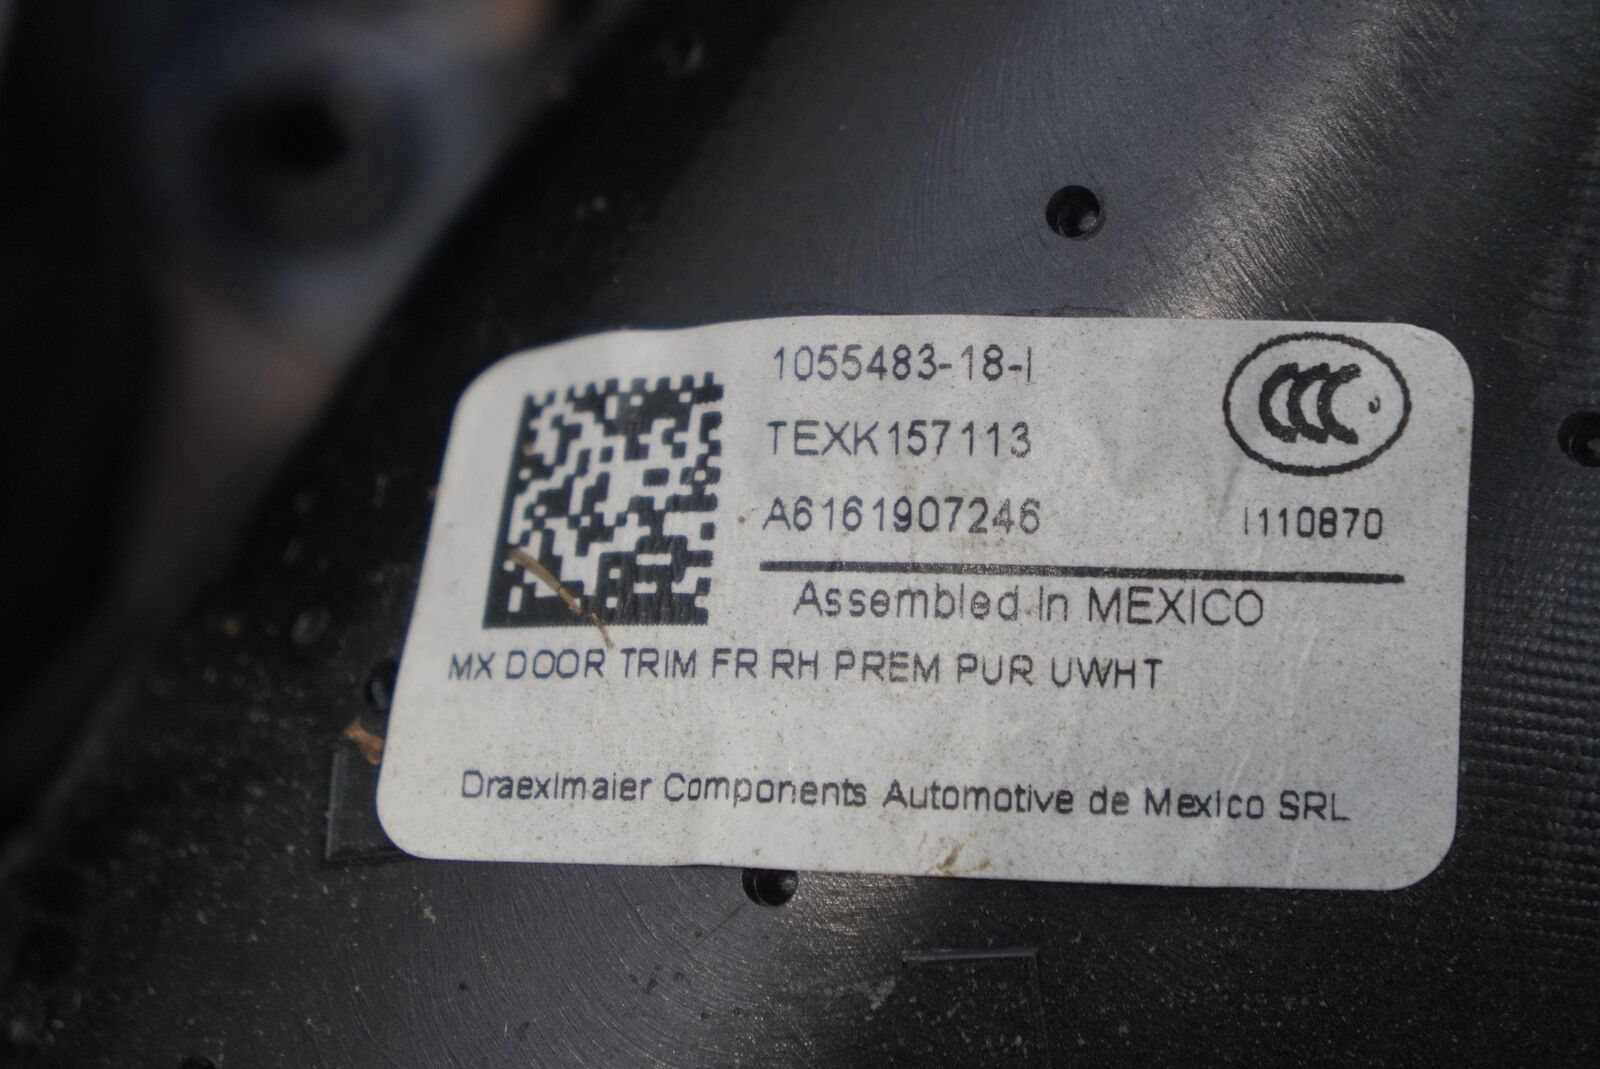 1055483-18-I
TEXK157113
A6161907246
CCC
I110870
Assembled in MEXICO
MX DOOR TRIM FR RH PREM PUR UWHT
Draexlmaier Components Automotive de Mexico SRL